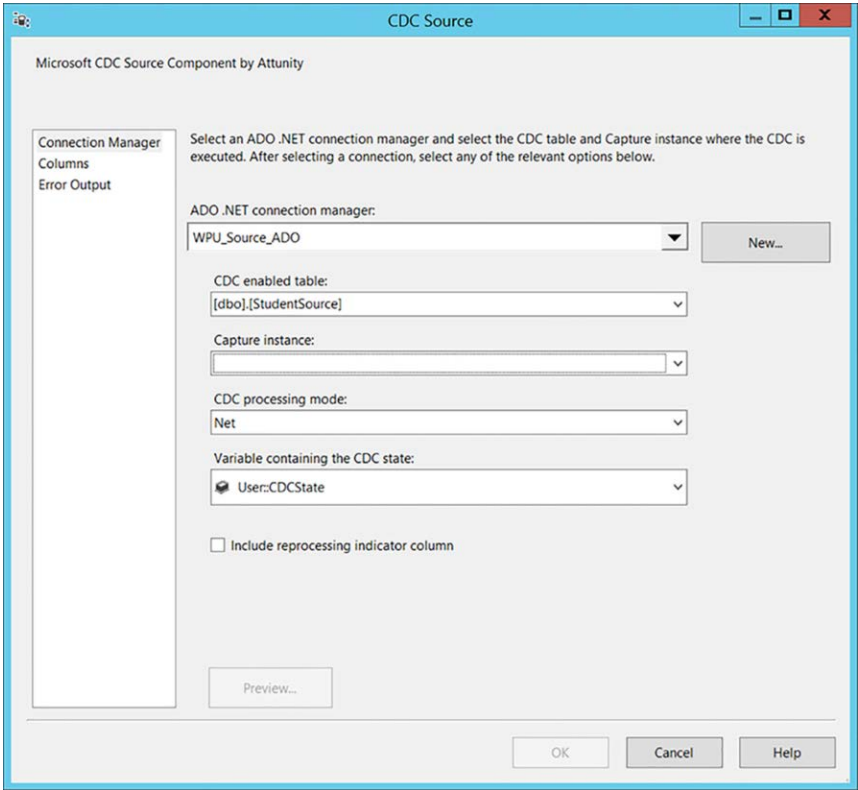 CDC Source
Microsoft CDC Source Component by Attunity
Connection Manager
Columns
Error Output
Select an ADO .NET connection manager and select the CDC table and Capture instance where the CDC is
executed. After selecting a connection, select any of the relevant options below.
ADO .NET connection manager:
WPU_Source_ADO
New...
CDC enabled table:
[dbo].[StudentSource]
Capture instance:
CDC processing mode:
Net
Variable containing the CDC state:
User::CDCState
Include reprocessing indicator column
Preview...
OK
Cancel
Help